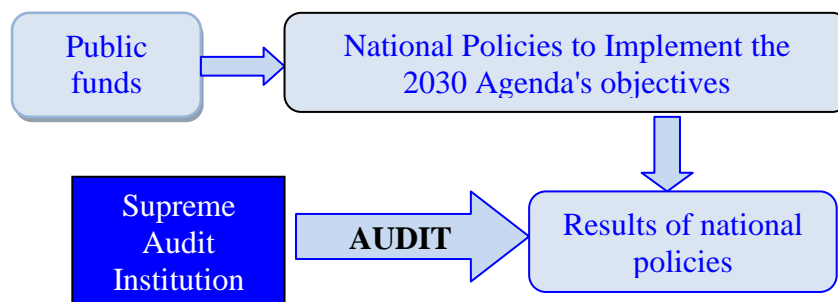 Public
funds
National Policies to Implement the
2030 Agenda's objectives
Supreme
Audit
Institution
AUDIT
Results of national
policies